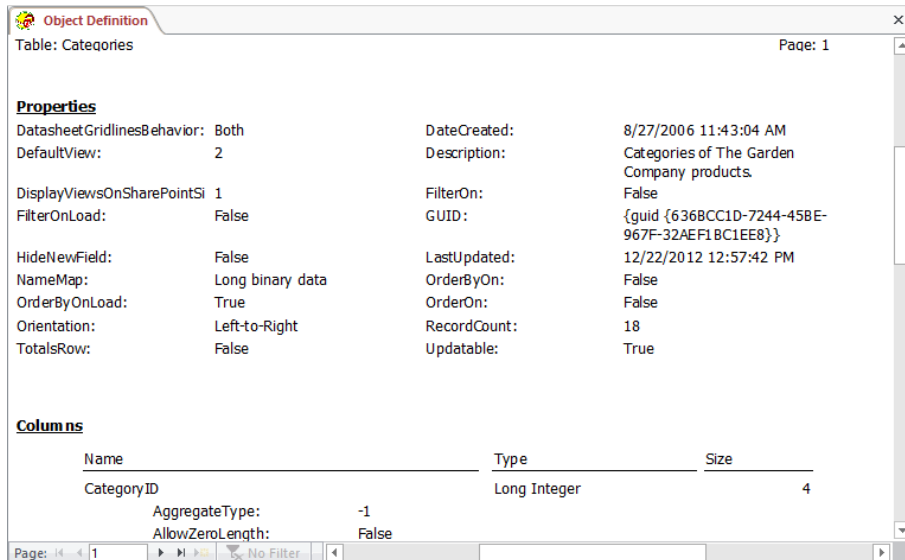 Object Definition
Table: Categories Page: 1
Properties
DatasheetGridlinesBehavior: Both DateCreated: 8/27/2006 11:43:04 AM
DefaultView: 2 Description: Categories of The Garden
Company products.
DisplayViewsOnSharePointSi 1 FilterOn: False
FilterOnLoad: False GUID: {guid {636BCC1D-7244-45BE-
967F-32AEF1BC1EE8}}
HideNewField: False LastUpdated: 12/22/2012 12:57:42 PM
NameMap: Long binary data OrderByOn: False
OrderByOnLoad: True OrderOn: False
Orientation: Left-to-Right RecordCount: 18
TotalsRow: False Updatable: True
Columns
Name Type Size
CategoryID Long Integer 4
AggregateType: -1
AllowZeroLength: False
Page: 1 No Filter